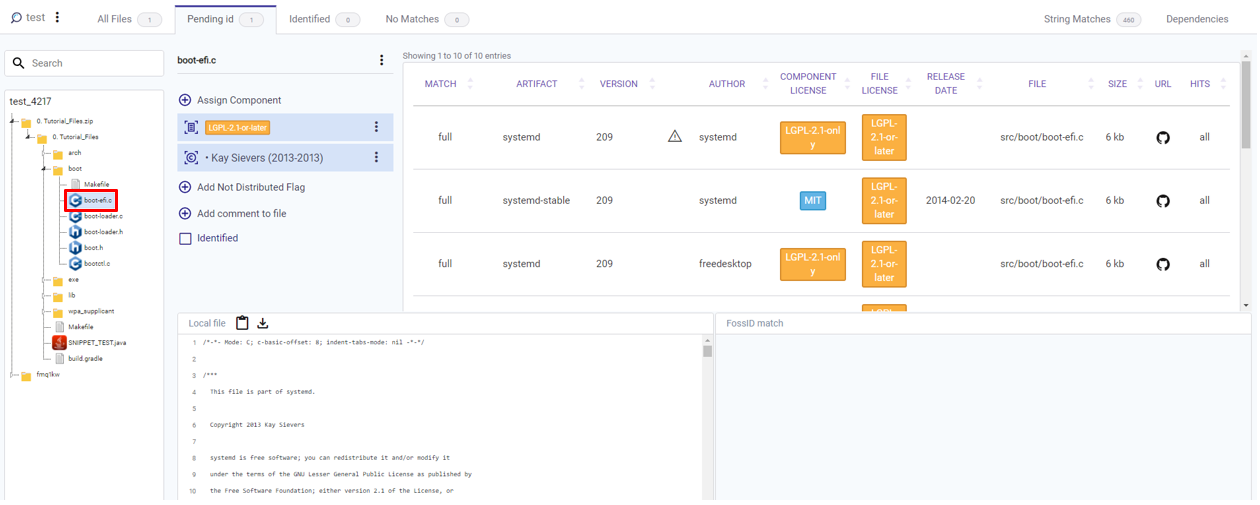 test
All Files 1
Pending id 1
Identified 0
No Matches 0
String Matches 460
Dependencies
Search
test_4217
0. Tutorial_Files.zip
0. Tutorial_Files
arch
boot
Makefile
boot-efi.c
boot-loader.c
boot-loader.h
boot.h
bootctl.c
exe
lib
wpa_supplicant
Makefile
SNIPPET_TEST.java
build.gradle
fmq1kw
boot-efi.c
Assign Component
LGPL-2.1-or-later
• Kay Sievers (2013-2013)
Add Not Distributed Flag
Add comment to file
Identified
Showing 1 to 10 of 10 entries
MATCH ARTIFACT VERSION AUTHOR COMPONENT LICENSE FILE LICENSE RELEASE DATE FILE SIZE URL HITS
full systemd 209 systemd LGPL-2.1-only LGPL-2.1-or-later src/boot/boot-efi.c 6 kb all
full systemd-stable 209 systemd MIT LGPL-2.1-or-later 2014-02-20 src/boot/boot-efi.c 6 kb all
full systemd 209 freedesktop LGPL-2.1-only LGPL-2.1-or-later src/boot/boot-efi.c 6 kb all
Local file
1 /*-*- Mode: C; c-basic-offset: 8; indent-tabs-mode: nil -*-*/
2
3 /***
4 This file is part of systemd.
5
6 Copyright 2013 Kay Sievers
7
8 systemd is free software; you can redistribute it and/or modify it
9 under the terms of the GNU Lesser General Public License as published by
10 the Free Software Foundation; either version 2.1 of the License, or
FossID match